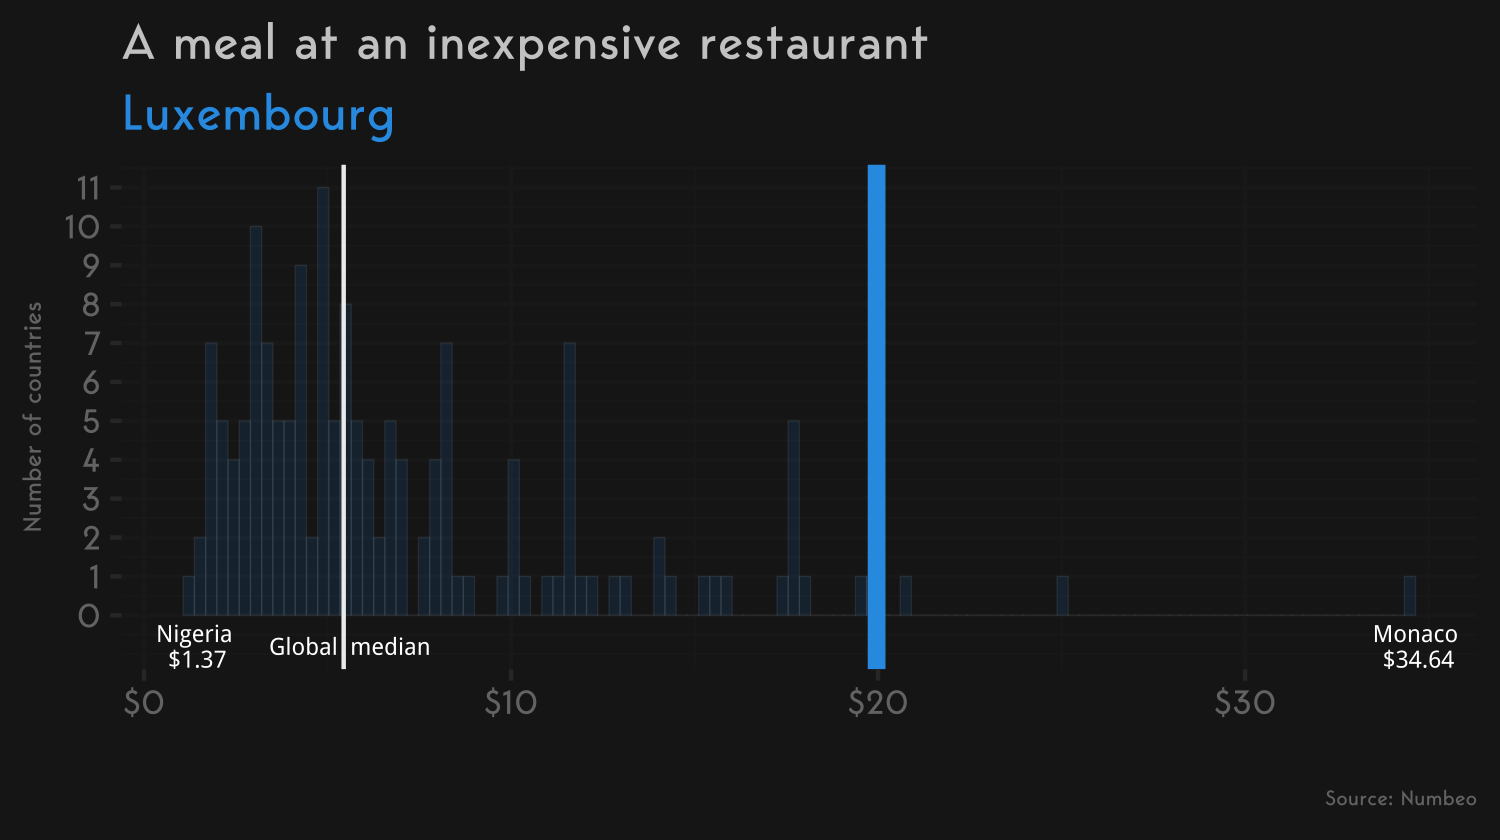 A meal at an inexpensive restaurant
Luxembourg
Number of countries
11
10
9
8
7
6
5
4
3
2
1
0
Nigeria
$1.37
Global median
Monaco
$34.64
$0 $10 $20 $30
Source: Numbeo